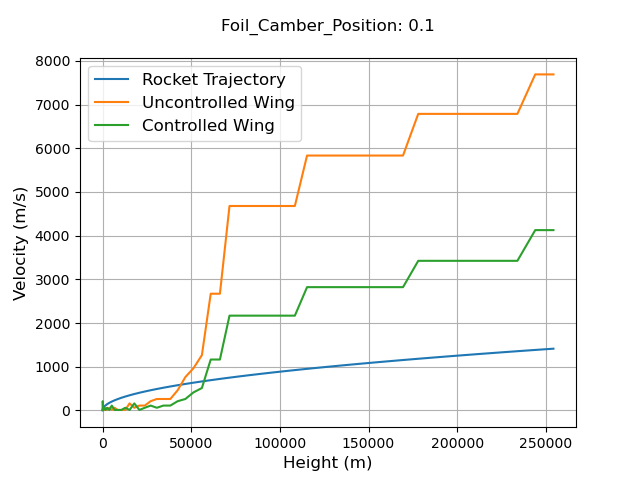 Foil_Camber_Position: 0.1
8000
7000
6000
5000
4000
3000
2000
1000
0
Velocity (m/s)
Rocket Trajectory
Uncontrolled Wing
Controlled Wing
0 50000 100000 150000 200000 250000
Height (m)